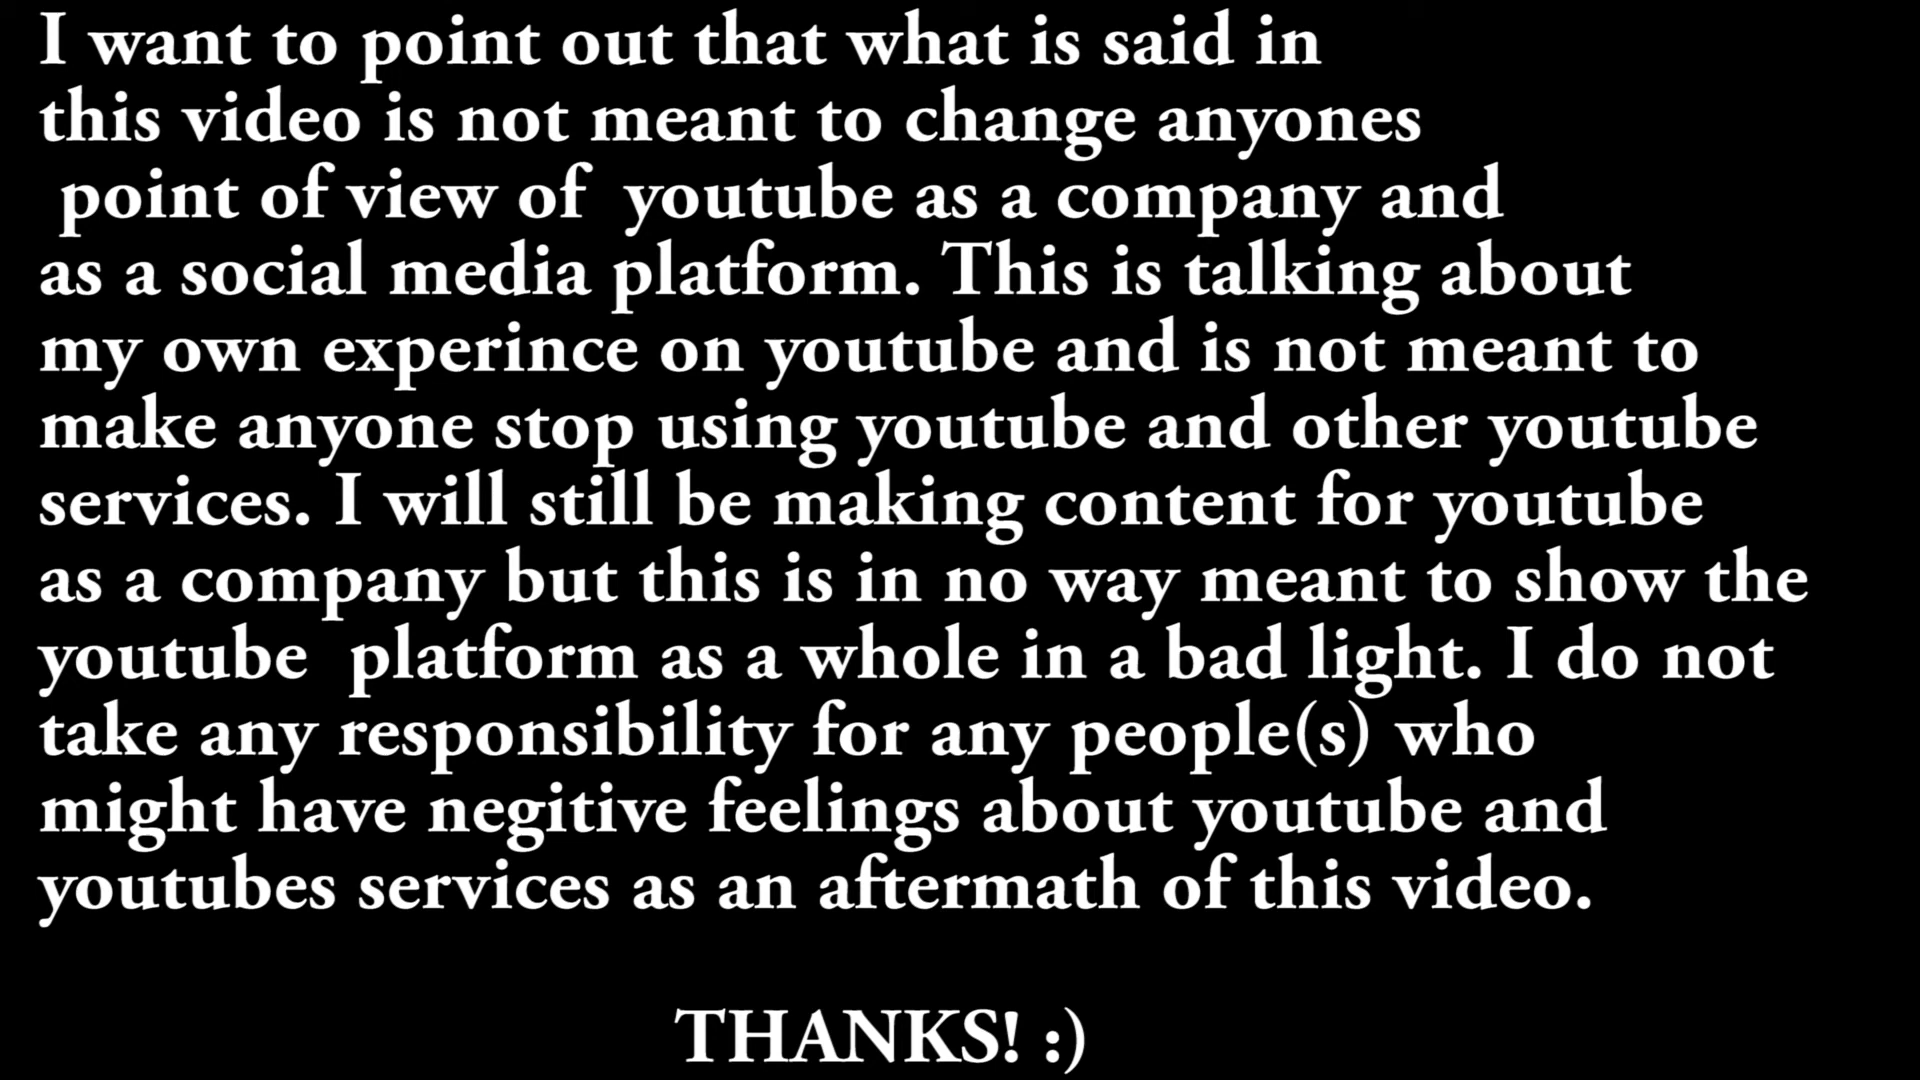 I want to point out that what is said in
this video is not meant to change anyones
point of view of youtube as a company and
as a social media platform. This is talking about
my own experince on youtube and is not meant to
make anyone stop using youtube and other youtube
services. I will still be making content for youtube
as a company but this is in no way meant to show the
youtube platform as a whole in a bad light. I do not
take any responsibility for any people(s) who
might have negitive feelings about youtube and
youtubes services as an aftermath of this video.
THANKS! :)